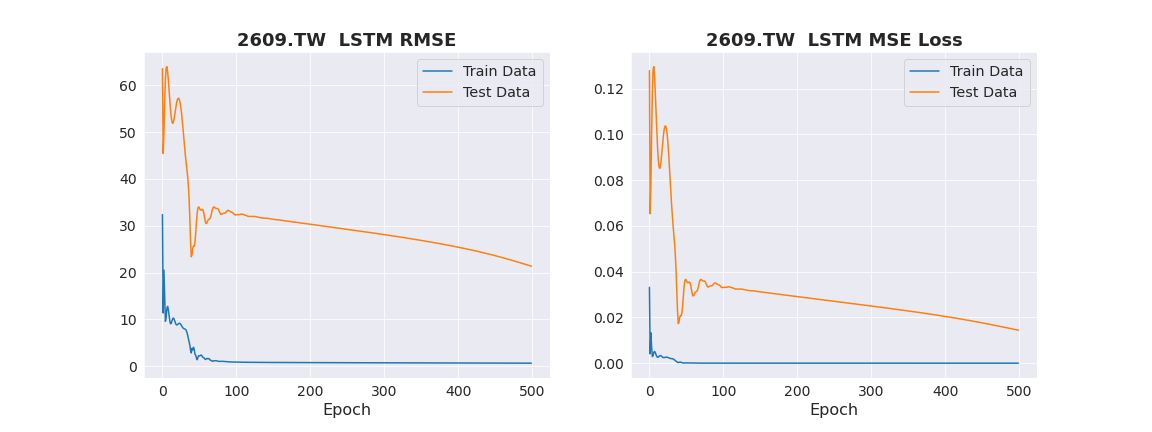 2609.TW  LSTM RMSE
Train Data
Test Data
60
50
40
30
20
10
0
0 100 200 300 400 500
Epoch
2609.TW  LSTM MSE Loss
Train Data
Test Data
0.12
0.10
0.08
0.06
0.04
0.02
0.00
0 100 200 300 400 500
Epoch